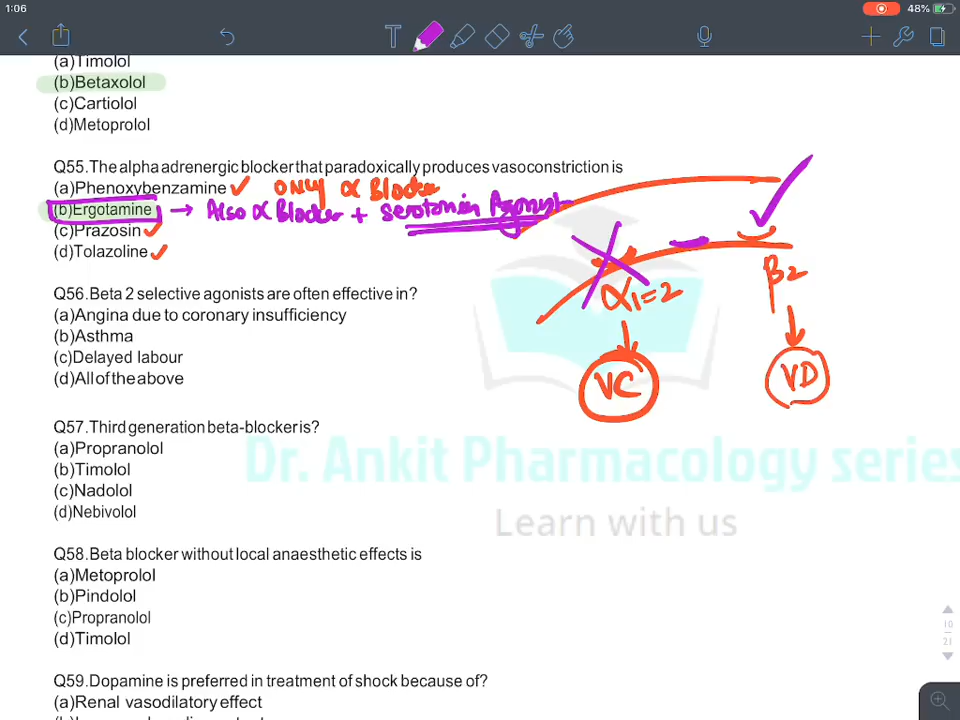 1:06
48%
T
(a)Timolol
(b)Betaxolol
(c)Cartiolol
(d)Metoprolol
Q55.The alpha adrenergic blocker that paradoxically produces vasoconstriction is
(a)Phenoxybenzamine ✓ only α Blocker
(b)Ergotamine → Also α Blocker + Serotonin Agonist
(c)Prazosin ✓
(d)Tolazoline ✓
α1=2
β2
VC
VD
Q56.Beta 2 selective agonists are often effective in?
(a)Angina due to coronary insufficiency
(b)Asthma
(c)Delayed labour
(d)All of the above
Q57.Third generation beta-blocker is?
(a)Propranolol
(b)Timolol
(c)Nadolol
(d)Nebivolol
Dr. Ankit Pharmacology series
Learn with us
Q58.Beta blocker without local anaesthetic effects is
(a)Metoprolol
(b)Pindolol
(c)Propranolol
(d)Timolol
10
21
Q59.Dopamine is preferred in treatment of shock because of?
(a)Renal vasodilatory effect